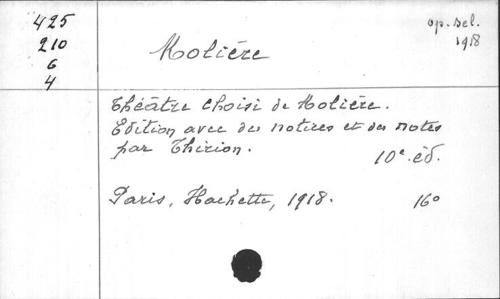 425
210
6
4
op. sel.
1918
Molière
Théâtre choisi de Molière.
Edition avec des notices et des notes
par Thirion.
10e. éd.
Paris, Hachette, 1918.
16o